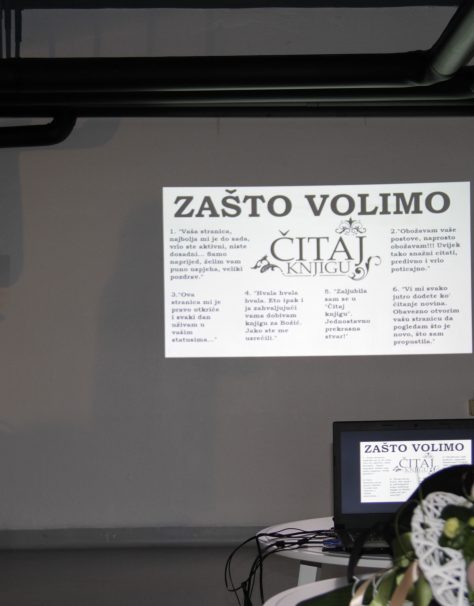 ZAŠTO VOLIMO
1. "Vaša stranica,
najbolja mi je do sada,
vrlo ste aktivni, niste
dosadni... Samo
naprijed, želim vam
puno uspjeha, veliki
pozdrav."
ČITAJ
KNJIGU
2."Obožavam vaše
postove, naprosto
obožavam!!! Uvijek
tako snažni citati,
predivno i vrlo
poticajno."
3."Ova
stranica mi je
pravo otkriće
i svaki dan
uživam u
vašim
statusima..."
4. "Hvala hvala
hvala. Eto ipak i
ja zahvaljujući
vama dobivam
knjigu za Božić.
Jako ste me
usrećili."
5. "Zaljubila
sam se u
"Čitaj
knjigu".
Jednostavno
prekrasna
stvar!"
6. "Vi mi svako
jutro dođete ko'
čitanje novina.
Obavezno otvorim
vašu stranicu da
pogledam što je
novo, što sam
propustila."
ZAŠTO VOLIMO
ČITAJ
KNJIGU